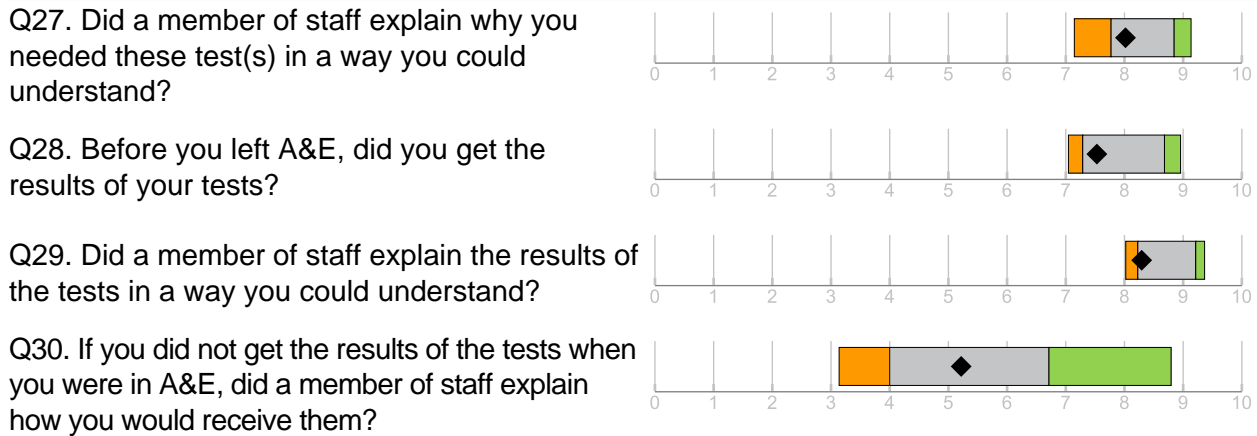 Q27. Did a member of staff explain why you
needed these test(s) in a way you could
understand?
0 1 2 3 4 5 6 7 8 9 10
Q28. Before you left A&E, did you get the
results of your tests?
0 1 2 3 4 5 6 7 8 9 10
Q29. Did a member of staff explain the results of
the tests in a way you could understand?
0 1 2 3 4 5 6 7 8 9 10
Q30. If you did not get the results of the tests when
you were in A&E, did a member of staff explain
how you would receive them?
0 1 2 3 4 5 6 7 8 9 10